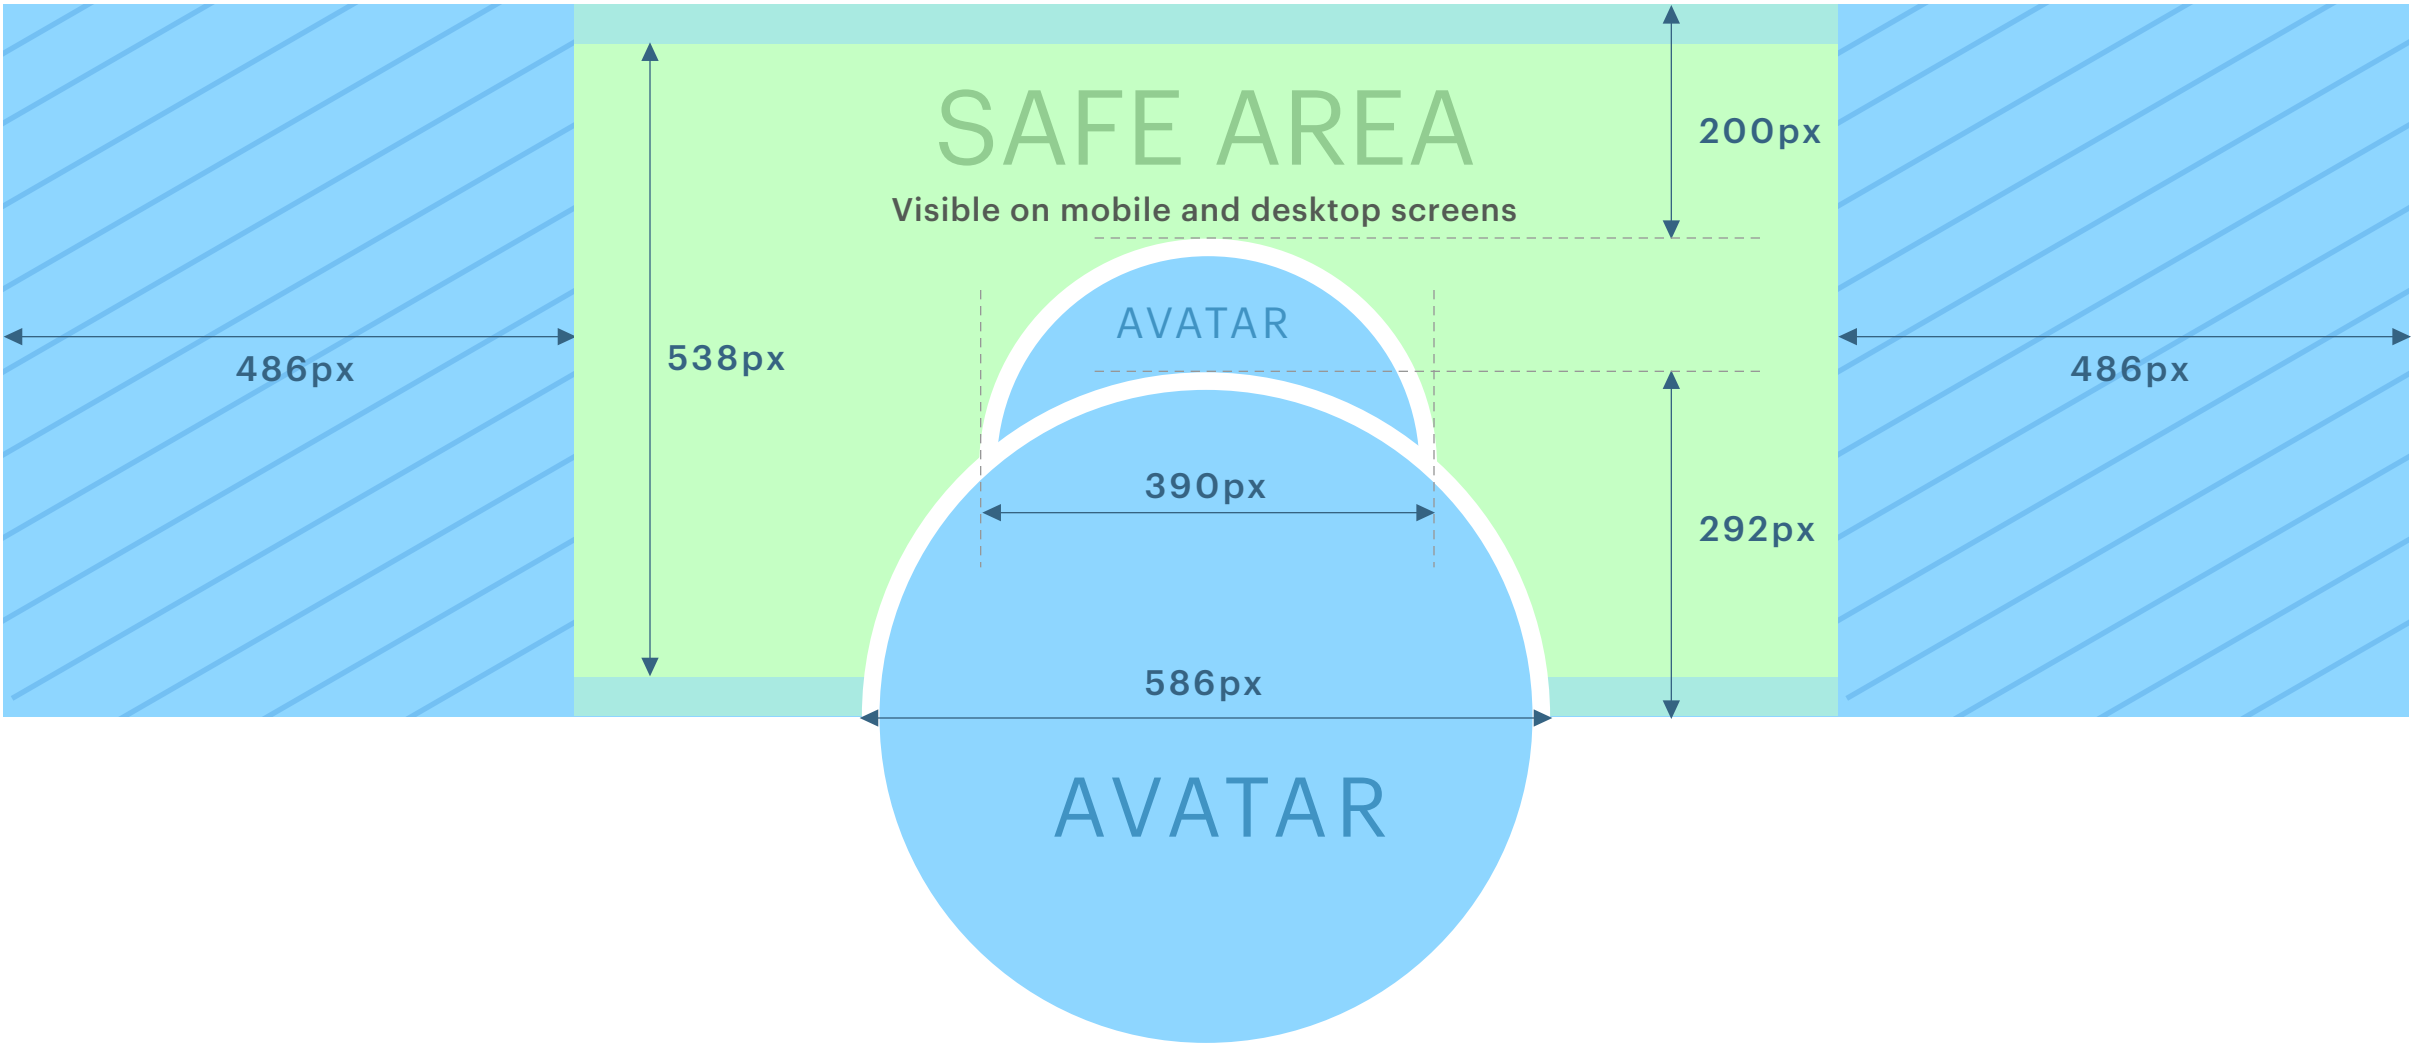 SAFE AREA
200px
Visible on mobile and desktop screens
AVATAR
486px
538px
486px
390px
292px
586px
AVATAR